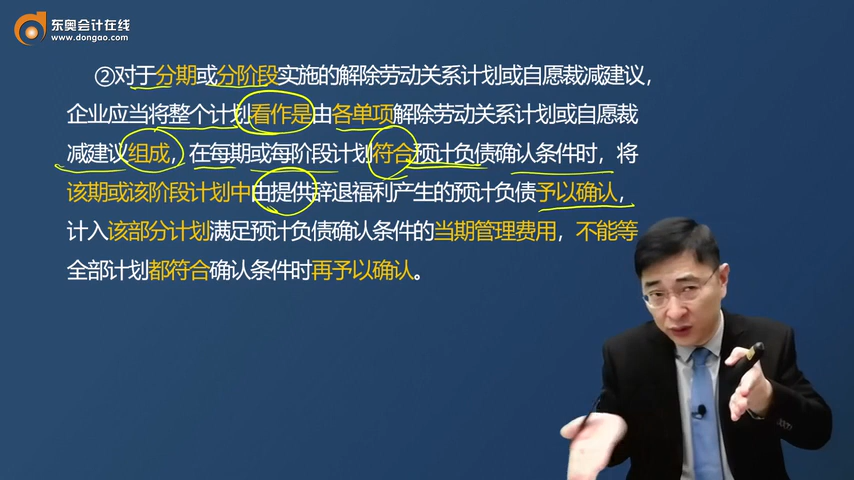 东奥会计在线
www.dongao.com
②对于分期或分阶段实施的解除劳动关系计划或自愿裁减建议，
企业应当将整个计划看作是由各单项解除劳动关系计划或自愿裁
减建议组成，在每期或每阶段计划符合预计负债确认条件时，将
该期或该阶段计划中由提供辞退福利产生的预计负债予以确认，
计入该部分计划满足预计负债确认条件的当期管理费用，不能等
全部计划都符合确认条件时再予以确认。